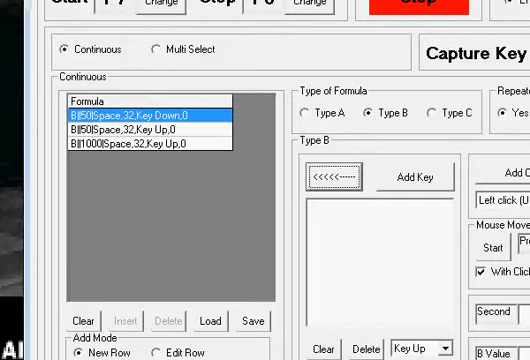 Start F7 Change Stop F6 Change Stop
Continuous Multi Select
Capture Key
Continuous
Formula
B||50|Space,32,Key Down,0
B||50|Space,32,Key Up,0
B||1000|Space,32,Key Up,0
Clear Insert Delete Load Save
Add Mode
New Row Edit Row
Type of Formula
Type A Type B Type C
Type B
<<<<<----- Add Key
Clear Delete Key Up
Repeate
Yes
Add
Left click (U
Mouse Move
Start
With Clic
Second
B Value